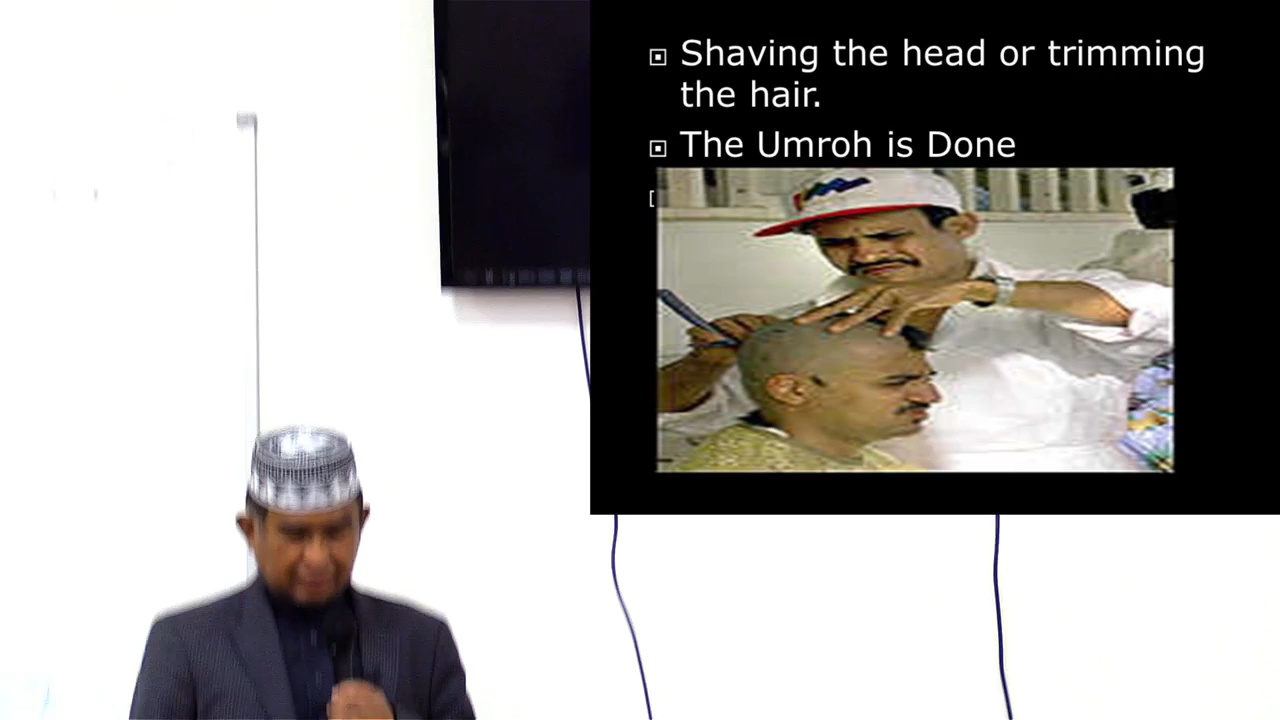 Shaving the head or trimming
the hair.
The Umroh is Done